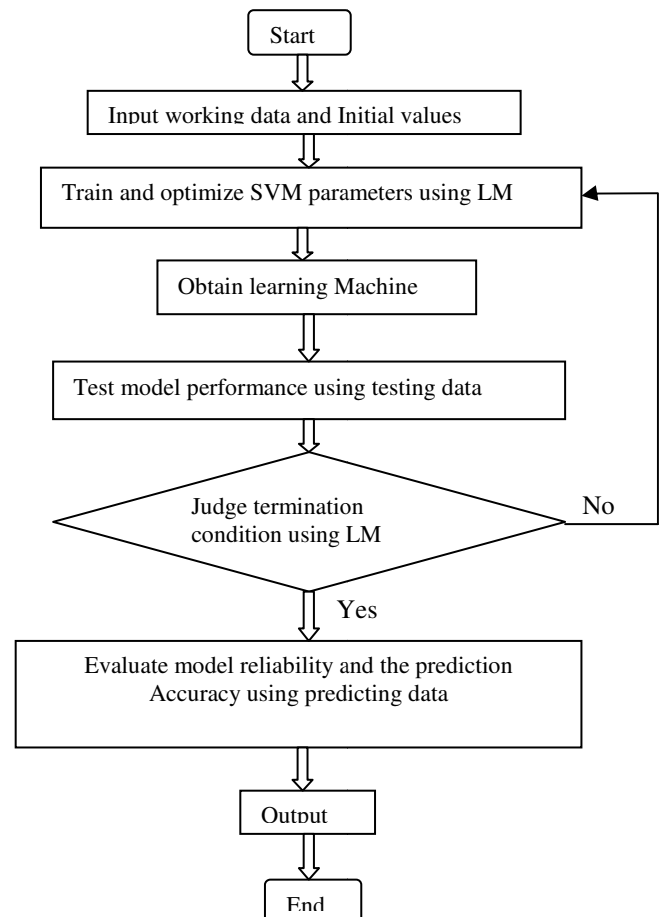 Start
Input working data and Initial values
Train and optimize SVM parameters using LM
Obtain learning Machine
Test model performance using testing data
Judge termination
condition using LM
No
Yes
Evaluate model reliability and the prediction
Accuracy using predicting data
Output
End